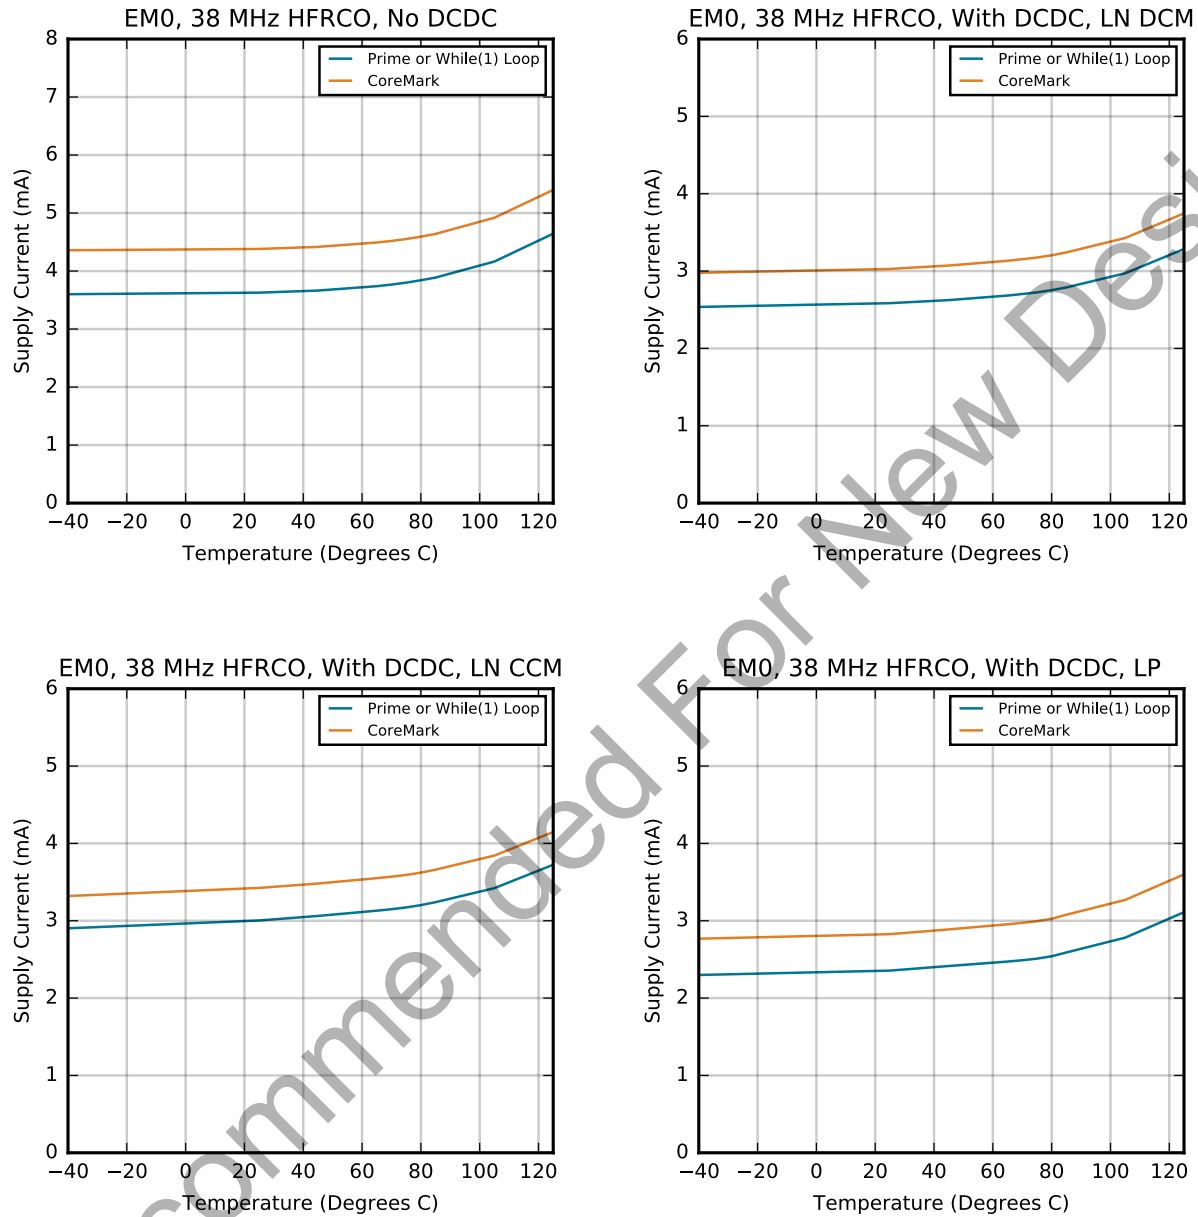 EM0, 38 MHz HFRCO, No DCDC
8
7
6
5
4
3
2
1
0
Supply Current (mA)
Prime or While(1) Loop
CoreMark
−40 −20 0 20 40 60 80 100 120
Temperature (Degrees C)
EM0, 38 MHz HFRCO, With DCDC, LN DCM
6
5
4
3
2
1
0
Supply Current (mA)
Prime or While(1) Loop
CoreMark
−40 −20 0 20 40 60 80 100 120
Temperature (Degrees C)
EM0, 38 MHz HFRCO, With DCDC, LN CCM
6
5
4
3
2
1
0
Supply Current (mA)
Prime or While(1) Loop
CoreMark
−40 −20 0 20 40 60 80 100 120
Temperature (Degrees C)
EM0, 38 MHz HFRCO, With DCDC, LP
6
5
4
3
2
1
0
Supply Current (mA)
Prime or While(1) Loop
CoreMark
−40 −20 0 20 40 60 80 100 120
Temperature (Degrees C)
commended For New Desi